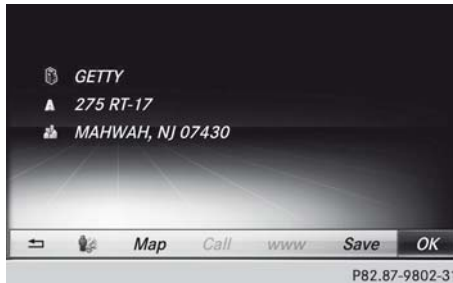 GETTY
275 RT-17
MAHWAH, NJ 07430
Map Call www Save OK
P82.87-9802-31